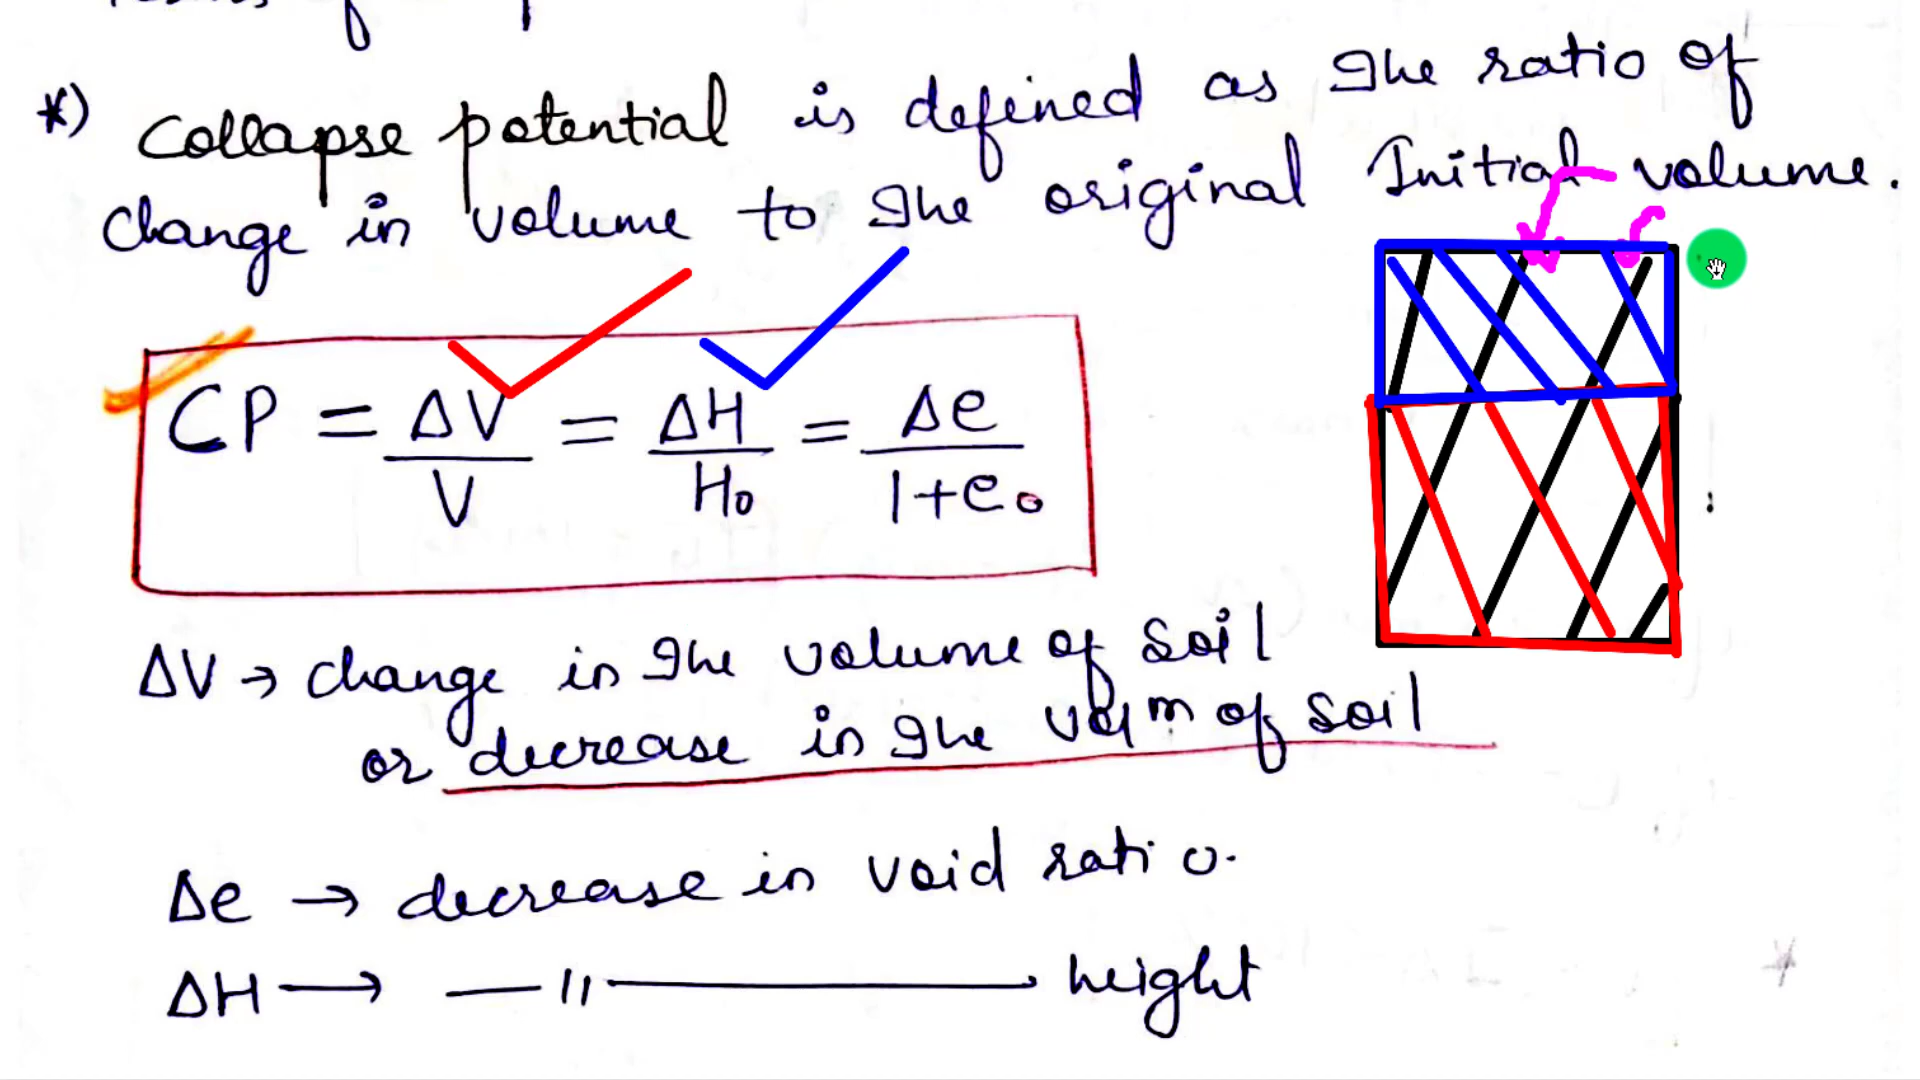 *) Collapse potential is defined as the ratio of
change in volume to the original Initial volume.
CP = ΔV/V = ΔH/H₀ = Δe/1+e₀
ΔV → change in the volume of soil
or decrease in the volm of soil
Δe → decrease in void ratio.
ΔH → — 〃 — height